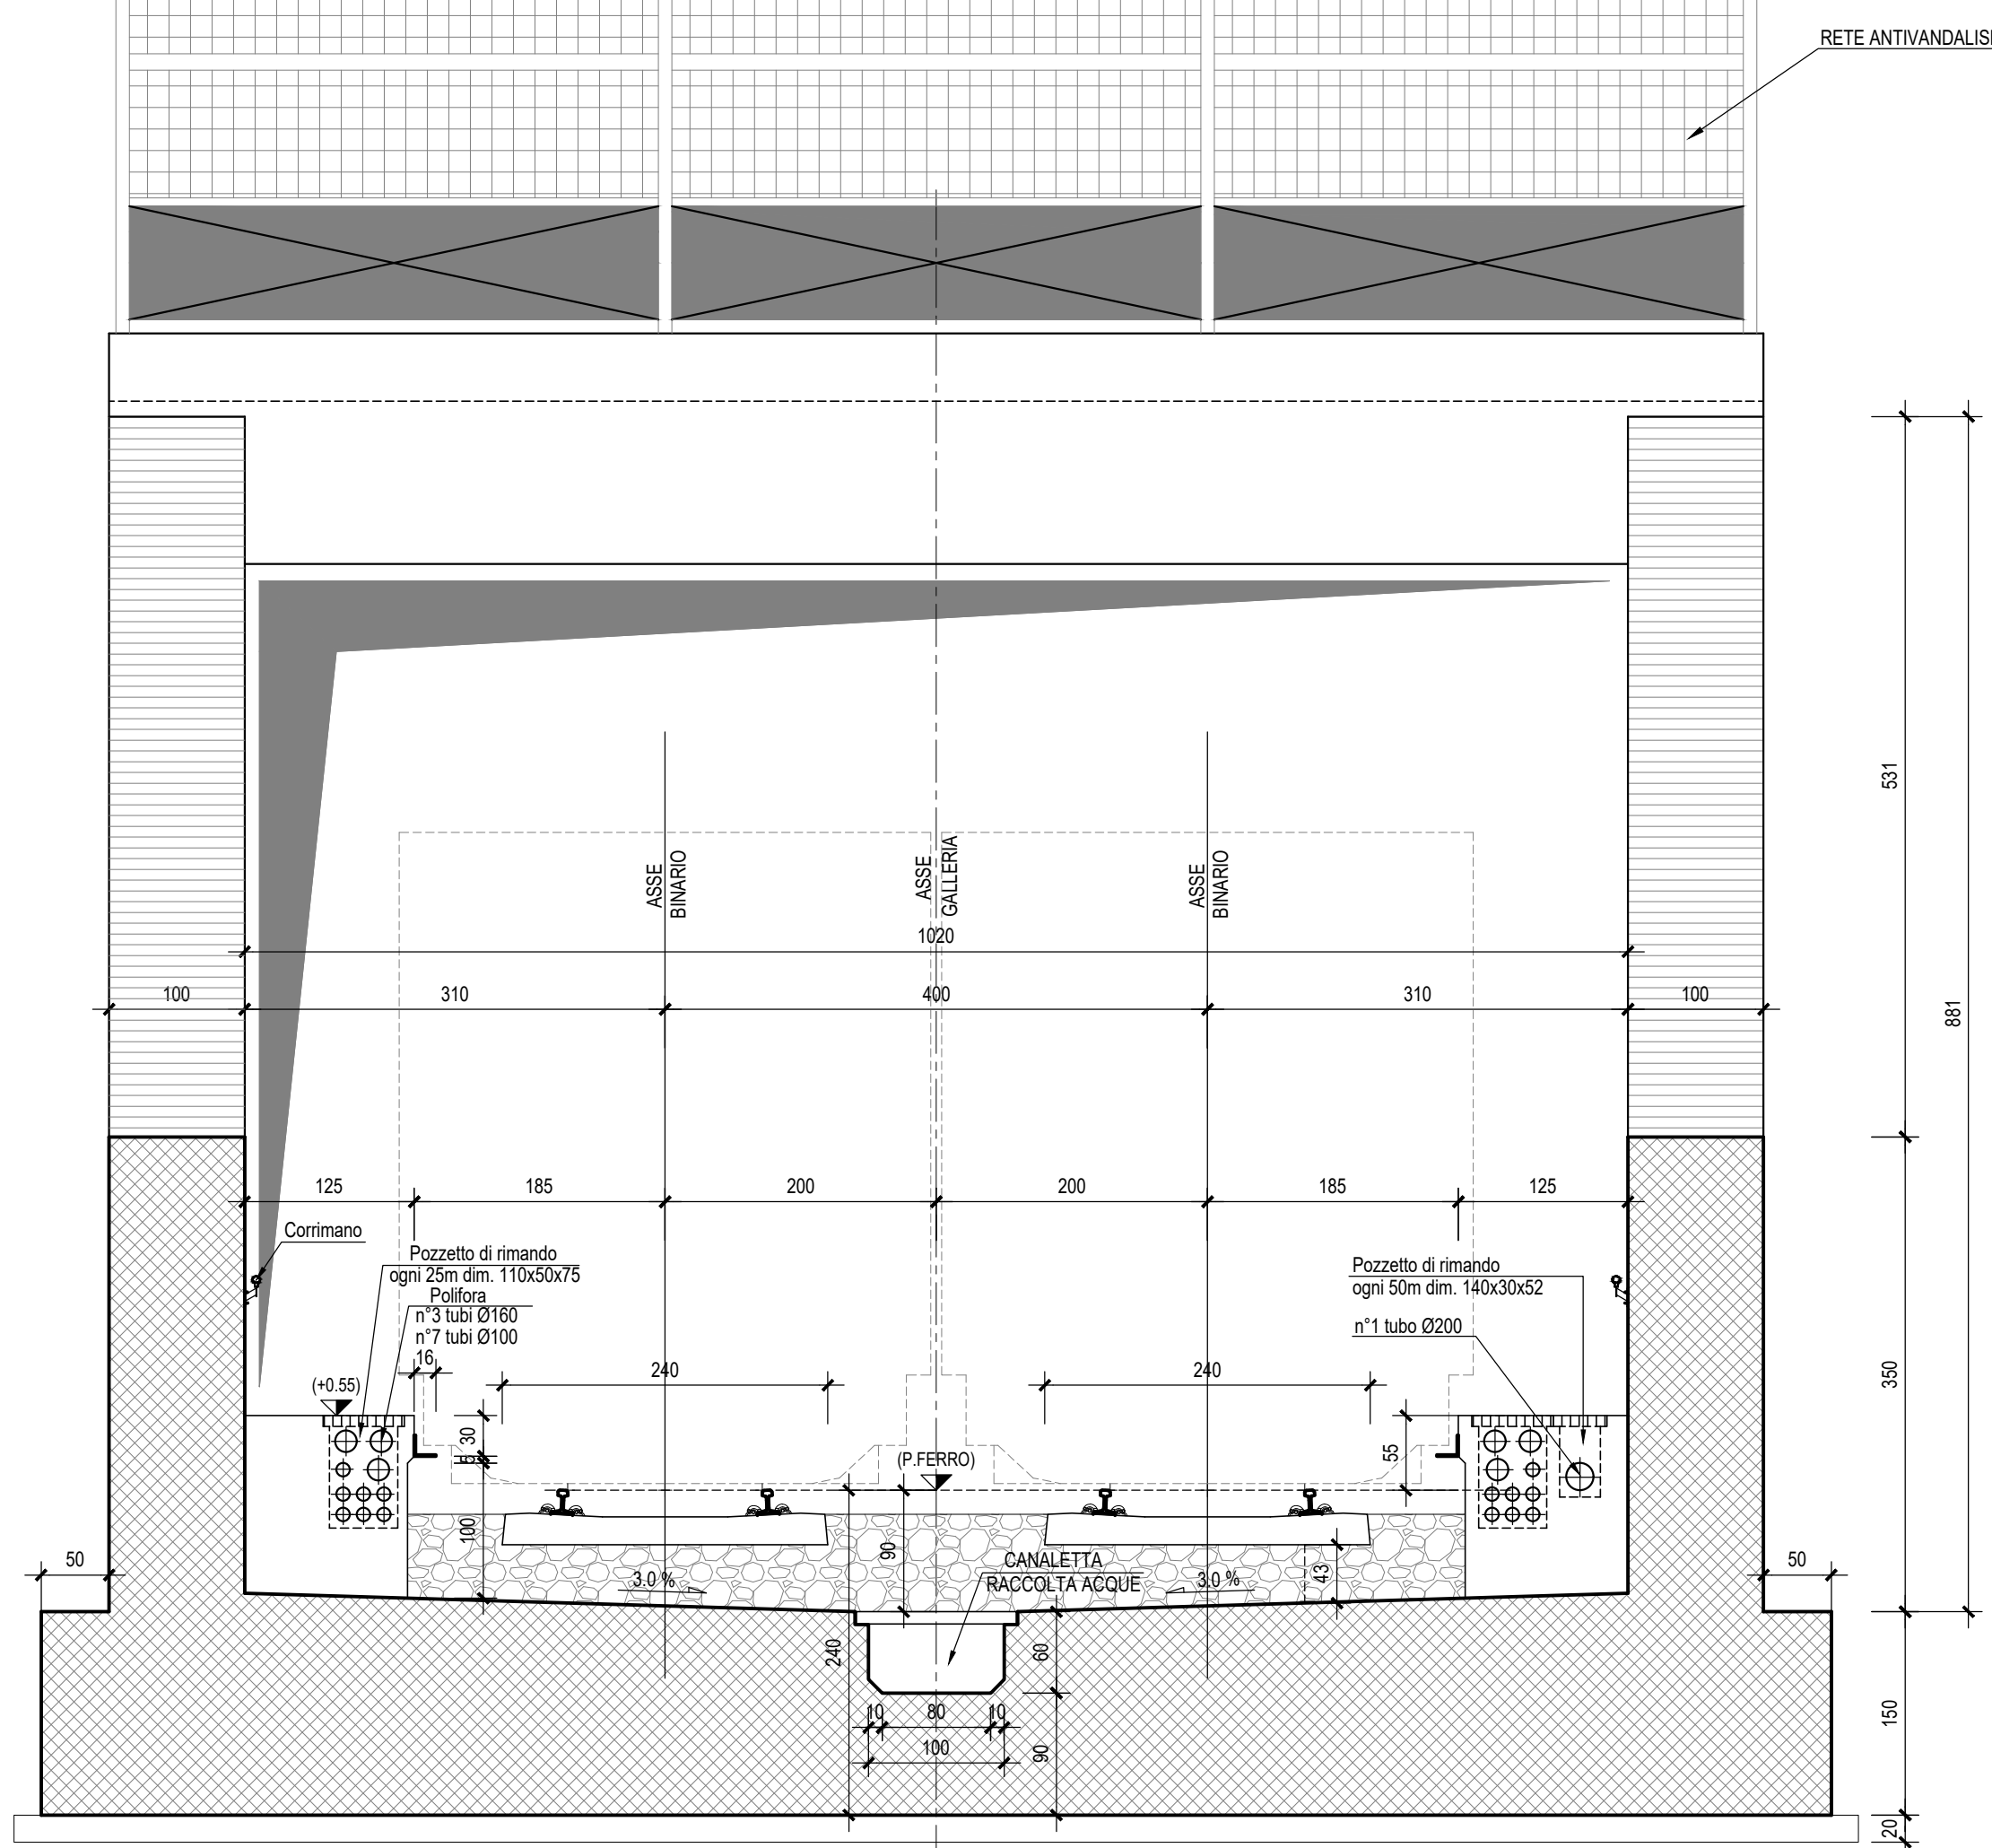 RETE ANTIVANDALIS
531
881
ASSE
BINARIO
ASSE
GALLERIA
ASSE
BINARIO
1020
100
310
400
310
100
125
185
200
200
185
125
Corrimano
Pozzetto di rimando
ogni 25m dim. 110x50x75
Polifora
n°3 tubi Ø160
n°7 tubi Ø100
Pozzetto di rimando
ogni 50m dim. 140x30x52
n°1 tubo Ø200
16
240
240
350
(+0.55)
30
5
55
(P.FERRO)
100
90
43
CANALETTA
RACCOLTA ACQUE
50
50
3.0 %
3.0 %
240
60
150
10
80
10
100
90
20